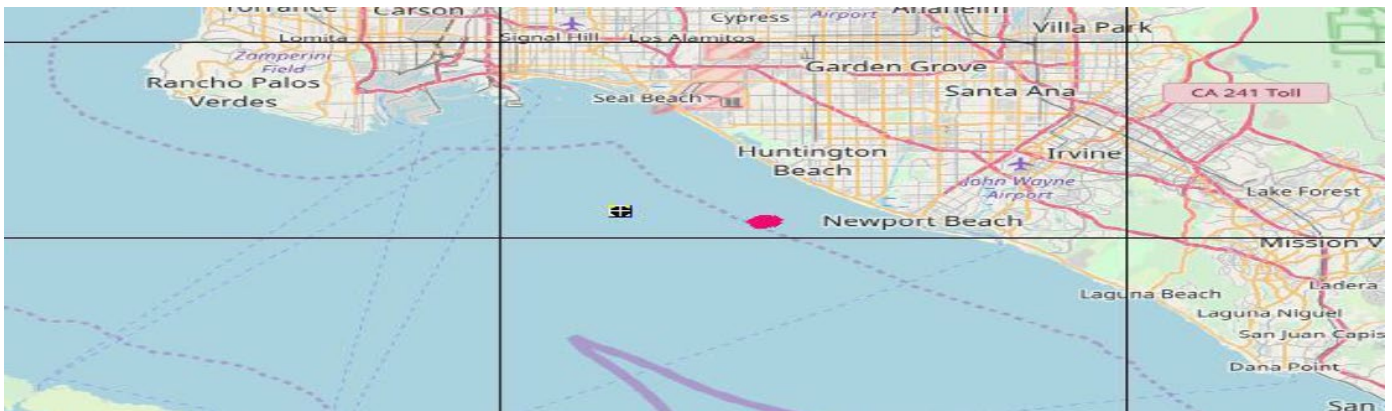 Torrance
Carson
Cypress
Airport
Anaheim
Villa Park
Lomita
Signal Hill
Los Alamitos
Zamperini
Field
Garden Grove
Rancho Palos
Verdes
Seal Beach
Santa Ana
CA 241 Toll
Huntington
Beach
Irvine
John Wayne
Airport
Lake Forest
Newport Beach
Mission V
Laguna Beach
Ladera
Laguna Niguel
San Juan Capis
Dana Point
San